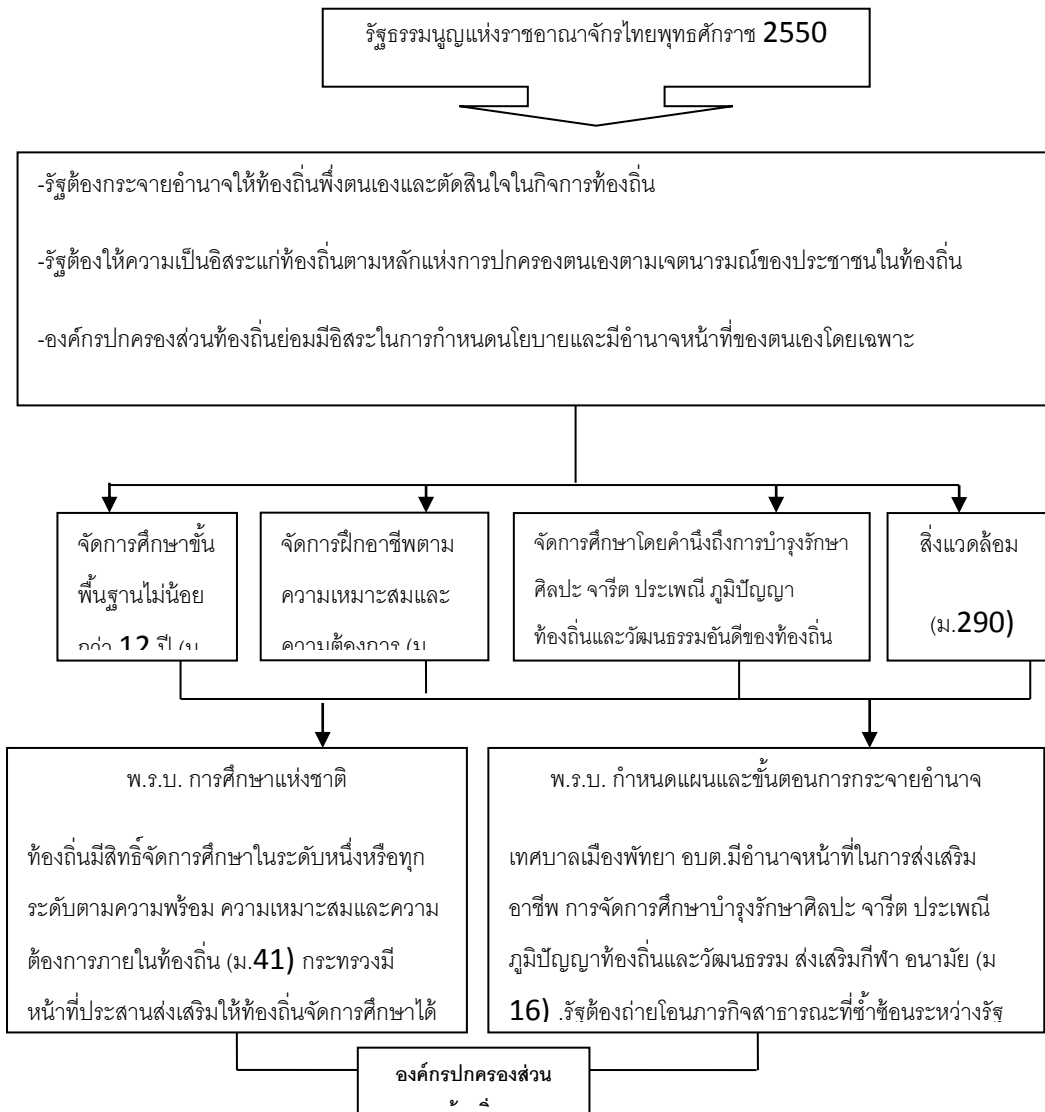 รัฐธรรมนูญแห่งราชอาณาจักรไทยพุทธศักราช 2550
-รัฐต้องกระจายอำนาจให้ท้องถิ่นพึ่งตนเองและตัดสินใจในกิจการท้องถิ่น
-รัฐต้องให้ความเป็นอิสระแก่ท้องถิ่นตามหลักแห่งการปกครองตนเองตามเจตนารมณ์ของประชาชนในท้องถิ่น
-องค์กรปกครองส่วนท้องถิ่นย่อมมีอิสระในการกำหนดนโยบายและมีอำนาจหน้าที่ของตนเองโดยเฉพาะ
จัดการศึกษาขั้น
พื้นฐานไม่น้อย
กว่า 12 ปี (ม
จัดการฝึกอาชีพตาม
ความเหมาะสมและ
ความต้องการ (ม
จัดการศึกษาโดยคำนึงถึงการบำรุงรักษา
ศิลปะ จารีต ประเพณี ภูมิปัญญา
ท้องถิ่นและวัฒนธรรมอันดีของท้องถิ่น
สิ่งแวดล้อม
(ม.290)
พ.ร.บ. การศึกษาแห่งชาติ
ท้องถิ่นมีสิทธิ์จัดการศึกษาในระดับหนึ่งหรือทุก
ระดับตามความพร้อม ความเหมาะสมและความ
ต้องการภายในท้องถิ่น (ม.41) กระทรวงมี
หน้าที่ประสานส่งเสริมให้ท้องถิ่นจัดการศึกษาได้
พ.ร.บ. กำหนดแผนและขั้นตอนการกระจายอำนาจ
เทศบาลเมืองพัทยา อบต.มีอำนาจหน้าที่ในการส่งเสริม
อาชีพ การจัดการศึกษาบำรุงรักษาศิลปะ จารีต ประเพณี
ภูมิปัญญาท้องถิ่นและวัฒนธรรม ส่งเสริมกีฬา อนามัย (ม
16) .รัฐต้องถ่ายโอนภารกิจสาธารณะที่ซ้ำซ้อนระหว่างรัฐ
องค์กรปกครองส่วน